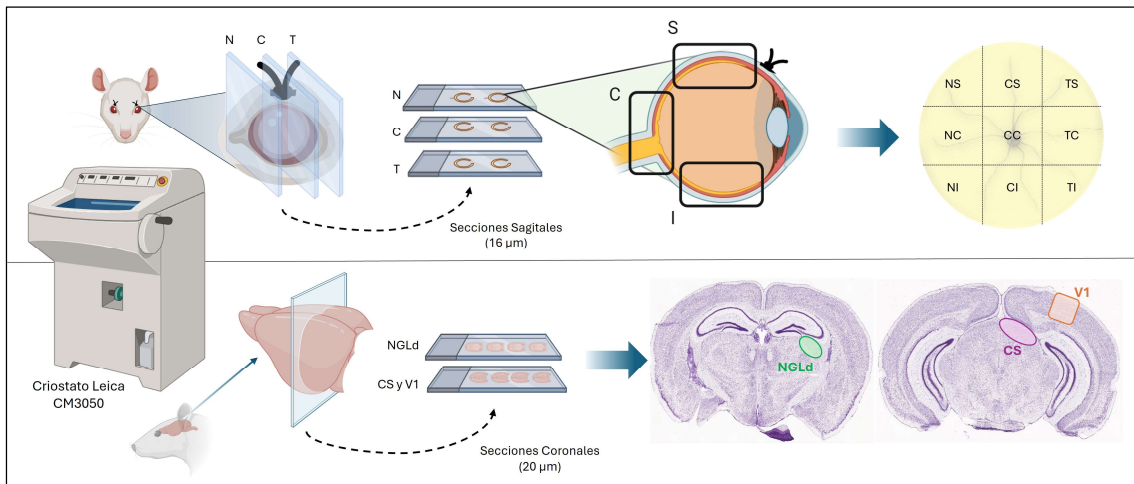 N C T
S
N
C
T
C
I
NS CS TS
NC CC TC
NI CI TI
Secciones Sagitales
(16 µm)
Criostato Leica
CM3050
NGLd
CS y V1
Secciones Coronales
(20 µm)
NGLd
V1
CS